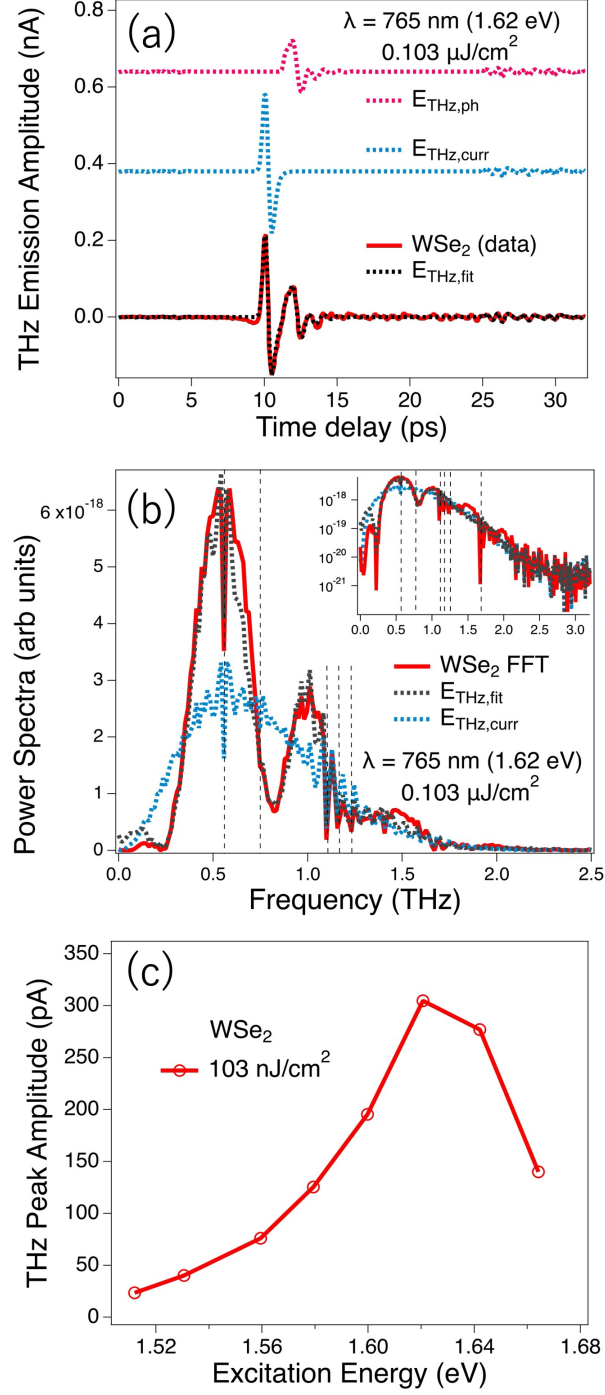 (a)
λ = 765 nm (1.62 eV)
0.103 μJ/cm²
THz Emission Amplitude (nA)
0.8
0.6
0.4
0.2
0.0
E_THz,ph
E_THz,curr
WSe₂ (data)
E_THz,fit
0 5 10 15 20 25 30
Time delay (ps)
(b)
Power Spectra (arb units)
6 x10⁻¹⁸
5
4
3
2
1
0
10⁻¹⁸
10⁻¹⁹
10⁻²⁰
10⁻²¹
0.0 0.5 1.0 1.5 2.0 2.5 3.0
WSe₂ FFT
E_THz,fit
E_THz,curr
λ = 765 nm (1.62 eV)
0.103 μJ/cm²
0.0 0.5 1.0 1.5 2.0 2.5
Frequency (THz)
(c)
THz Peak Amplitude (pA)
350
300
250
200
150
100
50
0
WSe₂
103 nJ/cm²
1.52 1.56 1.60 1.64 1.68
Excitation Energy (eV)